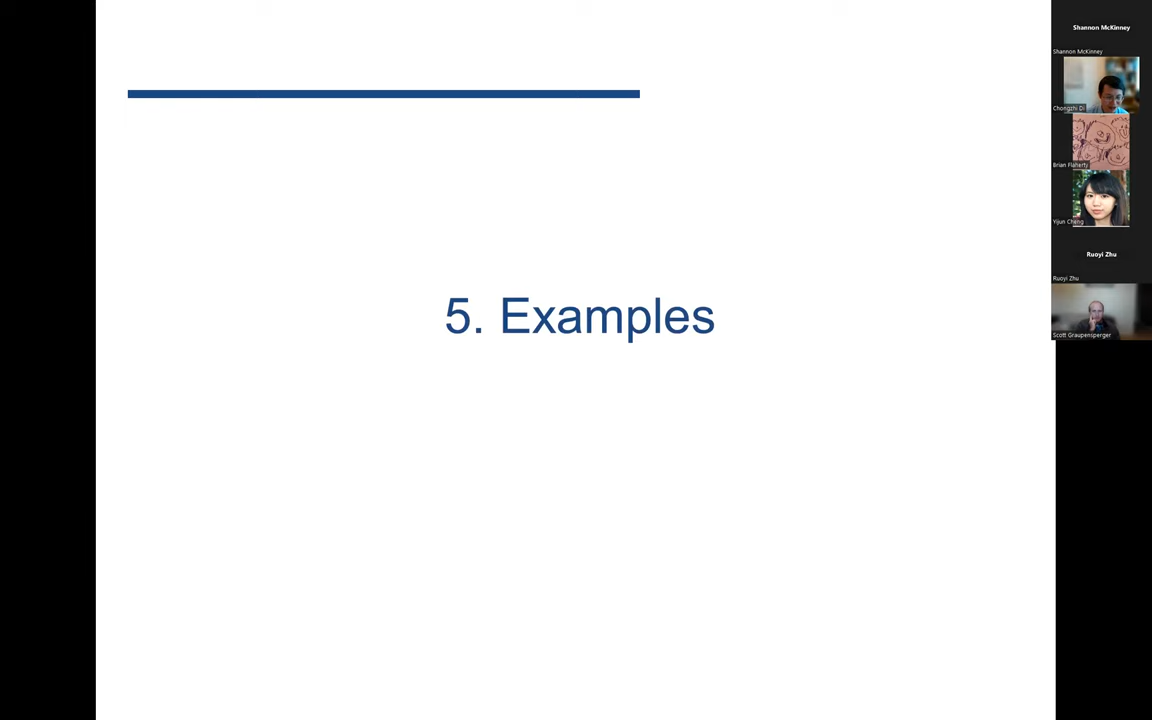 5. Examples
Shannon McKinney
Shannon McKinney
Chongzhi Di
Brian Flaherty
Yijun Cheng
Ruoyi Zhu
Ruoyi Zhu
Scott Graupensperger